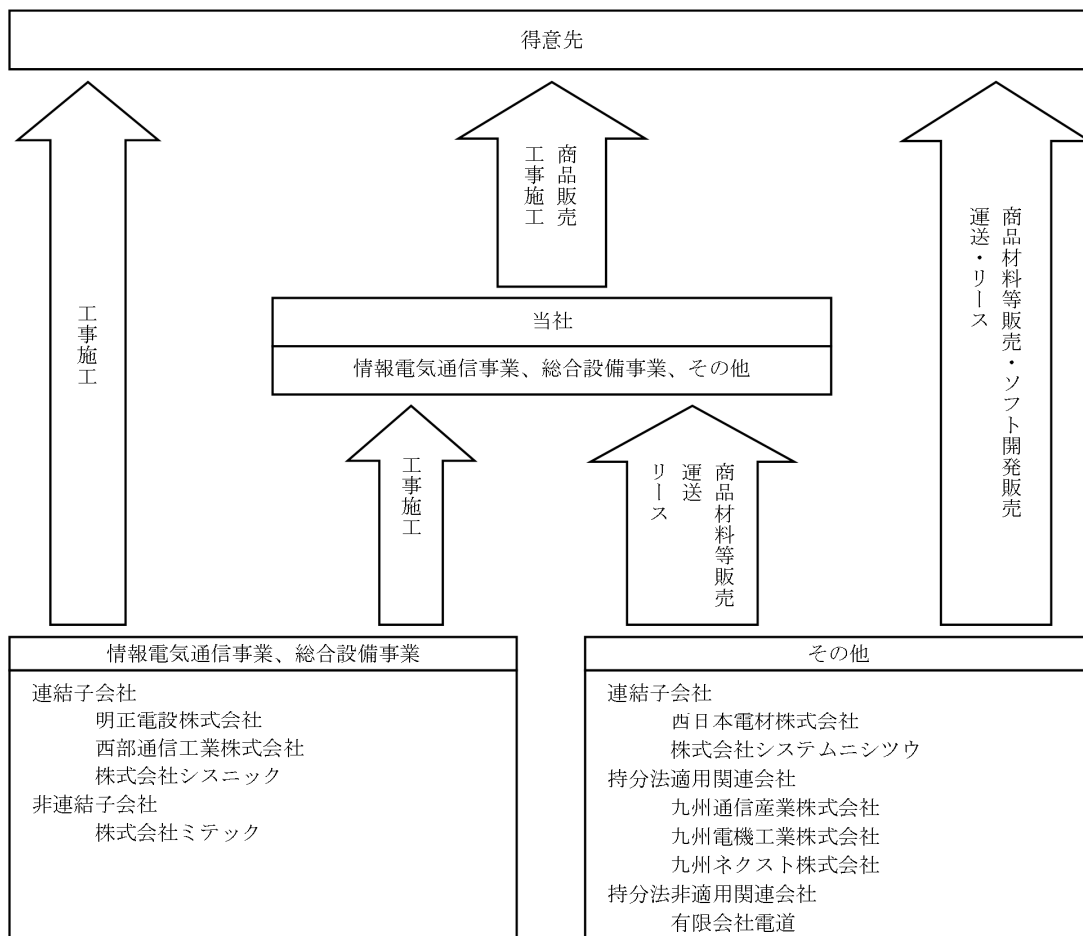 得意先
工事施工
商品販売
工事施工
商品材料等販売・ソフト開発販売
運送・リース
当社
情報電気通信事業、総合設備事業、その他
工事施工
商品材料等販売
運送
リース
情報電気通信事業、総合設備事業
連結子会社
明正電設株式会社
西部通信工業株式会社
株式会社シスニック
非連結子会社
株式会社ミテック
その他
連結子会社
西日本電材株式会社
株式会社システムニシツウ
持分法適用関連会社
九州通信産業株式会社
九州電機工業株式会社
九州ネクスト株式会社
持分法非適用関連会社
有限会社電道